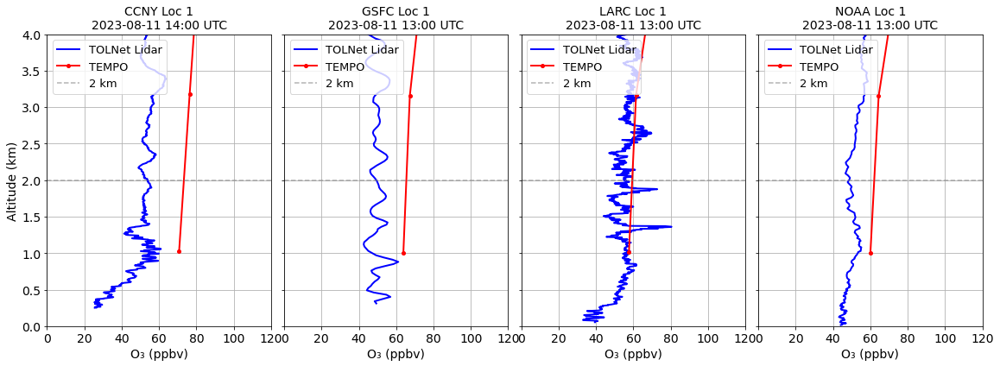 CCNY Loc 1
2023-08-11 14:00 UTC
GSFC Loc 1
2023-08-11 13:00 UTC
LARC Loc 1
2023-08-11 13:00 UTC
NOAA Loc 1
2023-08-11 13:00 UTC
Altitude (km)
4.0
3.5
3.0
2.5
2.0
1.5
1.0
0.5
0.0
TOLNet Lidar
TEMPO
2 km
TOLNet Lidar
TEMPO
2 km
TOLNet Lidar
TEMPO
2 km
TOLNet Lidar
TEMPO
2 km
0 20 40 60 80 100 120
0 20 40 60 80 100 120
0 20 40 60 80 100 120
0 20 40 60 80 100 120
O₃ (ppbv)
O₃ (ppbv)
O₃ (ppbv)
O₃ (ppbv)